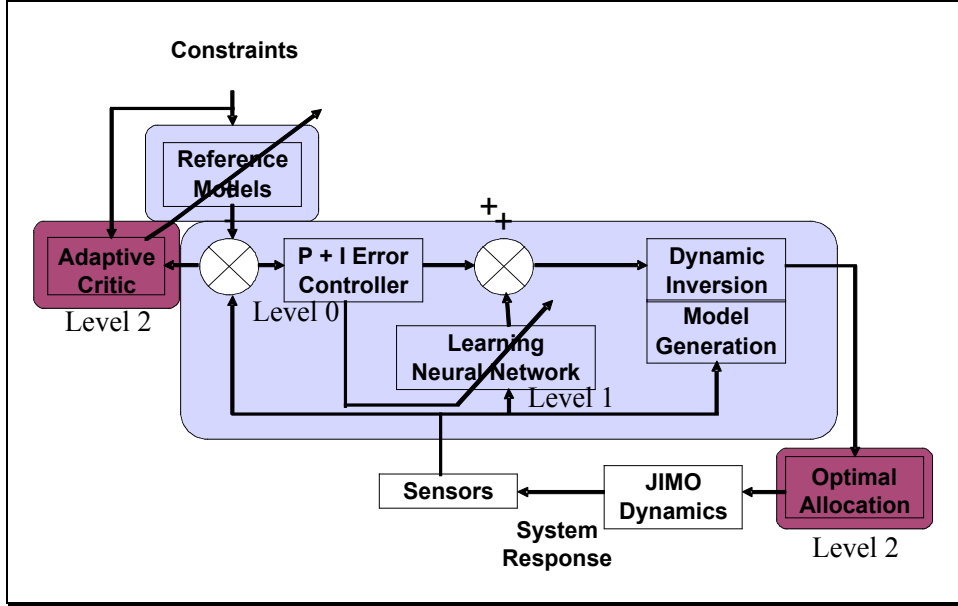 Constraints
Reference
Models
+
Adaptive
Critic
Level 2
P + I Error
Controller
Level 0
+
+
Dynamic
Inversion
Model
Generation
Learning
Neural Network
Level 1
Sensors
System
Response
JIMO
Dynamics
Optimal
Allocation
Level 2